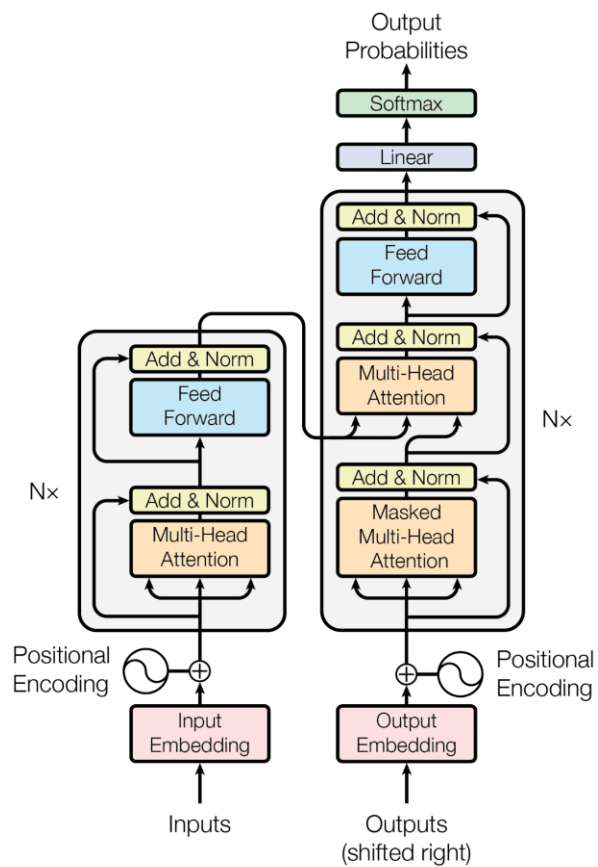 Output
Probabilities
Softmax
Linear
Add & Norm
Feed
Forward
Add & Norm
Multi-Head
Attention
Add & Norm
Masked
Multi-Head
Attention
N×
Add & Norm
Feed
Forward
Add & Norm
Multi-Head
Attention
N×
Positional
Encoding
Positional
Encoding
Input
Embedding
Output
Embedding
Inputs
Outputs
(shifted right)